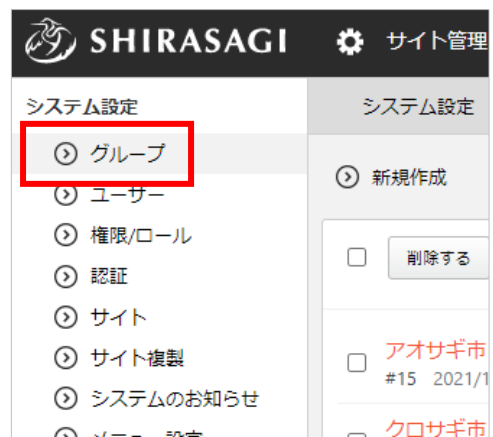 SHIRASAGI
サイト管理
システム設定
グループ
ユーサー
権限/ロール
認証
サイト
サイト複製
システムのお知らせ
システム設定
新規作成
削除する
アオサギ市
#15 2021/1
クロサギ市